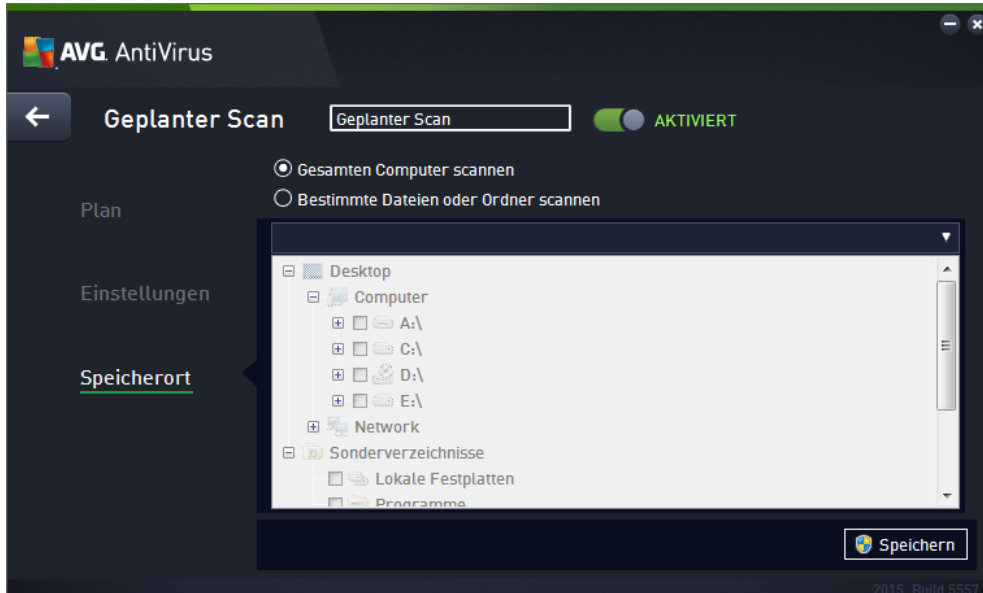 AVG. AntiVirus
Geplanter Scan
Geplanter Scan
AKTIVIERT
Gesamten Computer scannen
Bestimmte Dateien oder Ordner scannen
Plan
Einstellungen
Speicherort
Desktop
Computer
A:\
C:\
D:\
E:\
Network
Sonderverzeichnisse
Lokale Festplatten
Programme
Speichern
2015. Build 5557